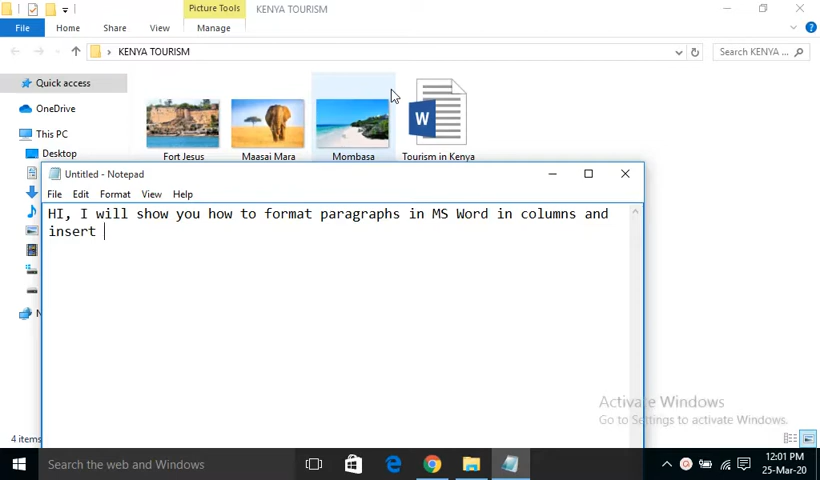 Picture Tools
KENYA TOURISM
File
Home
Share
View
Manage
KENYA TOURISM
Search KENYA ...
Quick access
OneDrive
This PC
Desktop
Fort Jesus
Maasai Mara
Mombasa
Tourism in Kenya
W
Untitled - Notepad
File Edit Format View Help
HI, I will show you how to format paragraphs in MS Word in columns and
insert
N
4 items
Activate Windows
Go to Settings to activate Windows.
Search the web and Windows
12:01 PM
25-Mar-20